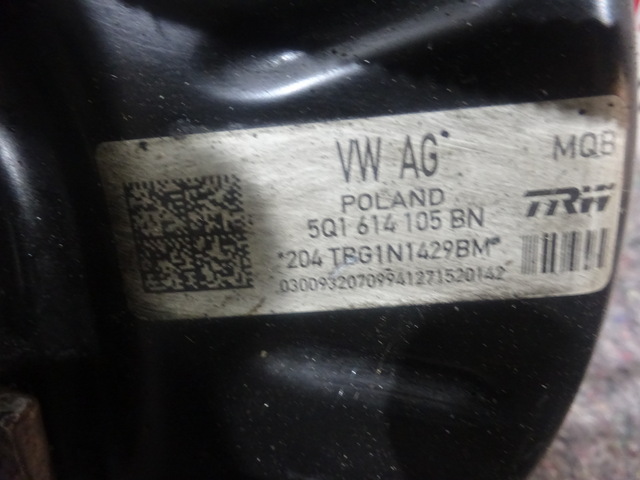 VW AG
MQB
POLAND
5Q1 614 105 BN
TRW
*204 TBG1N1429BM*
03009320709941271520142